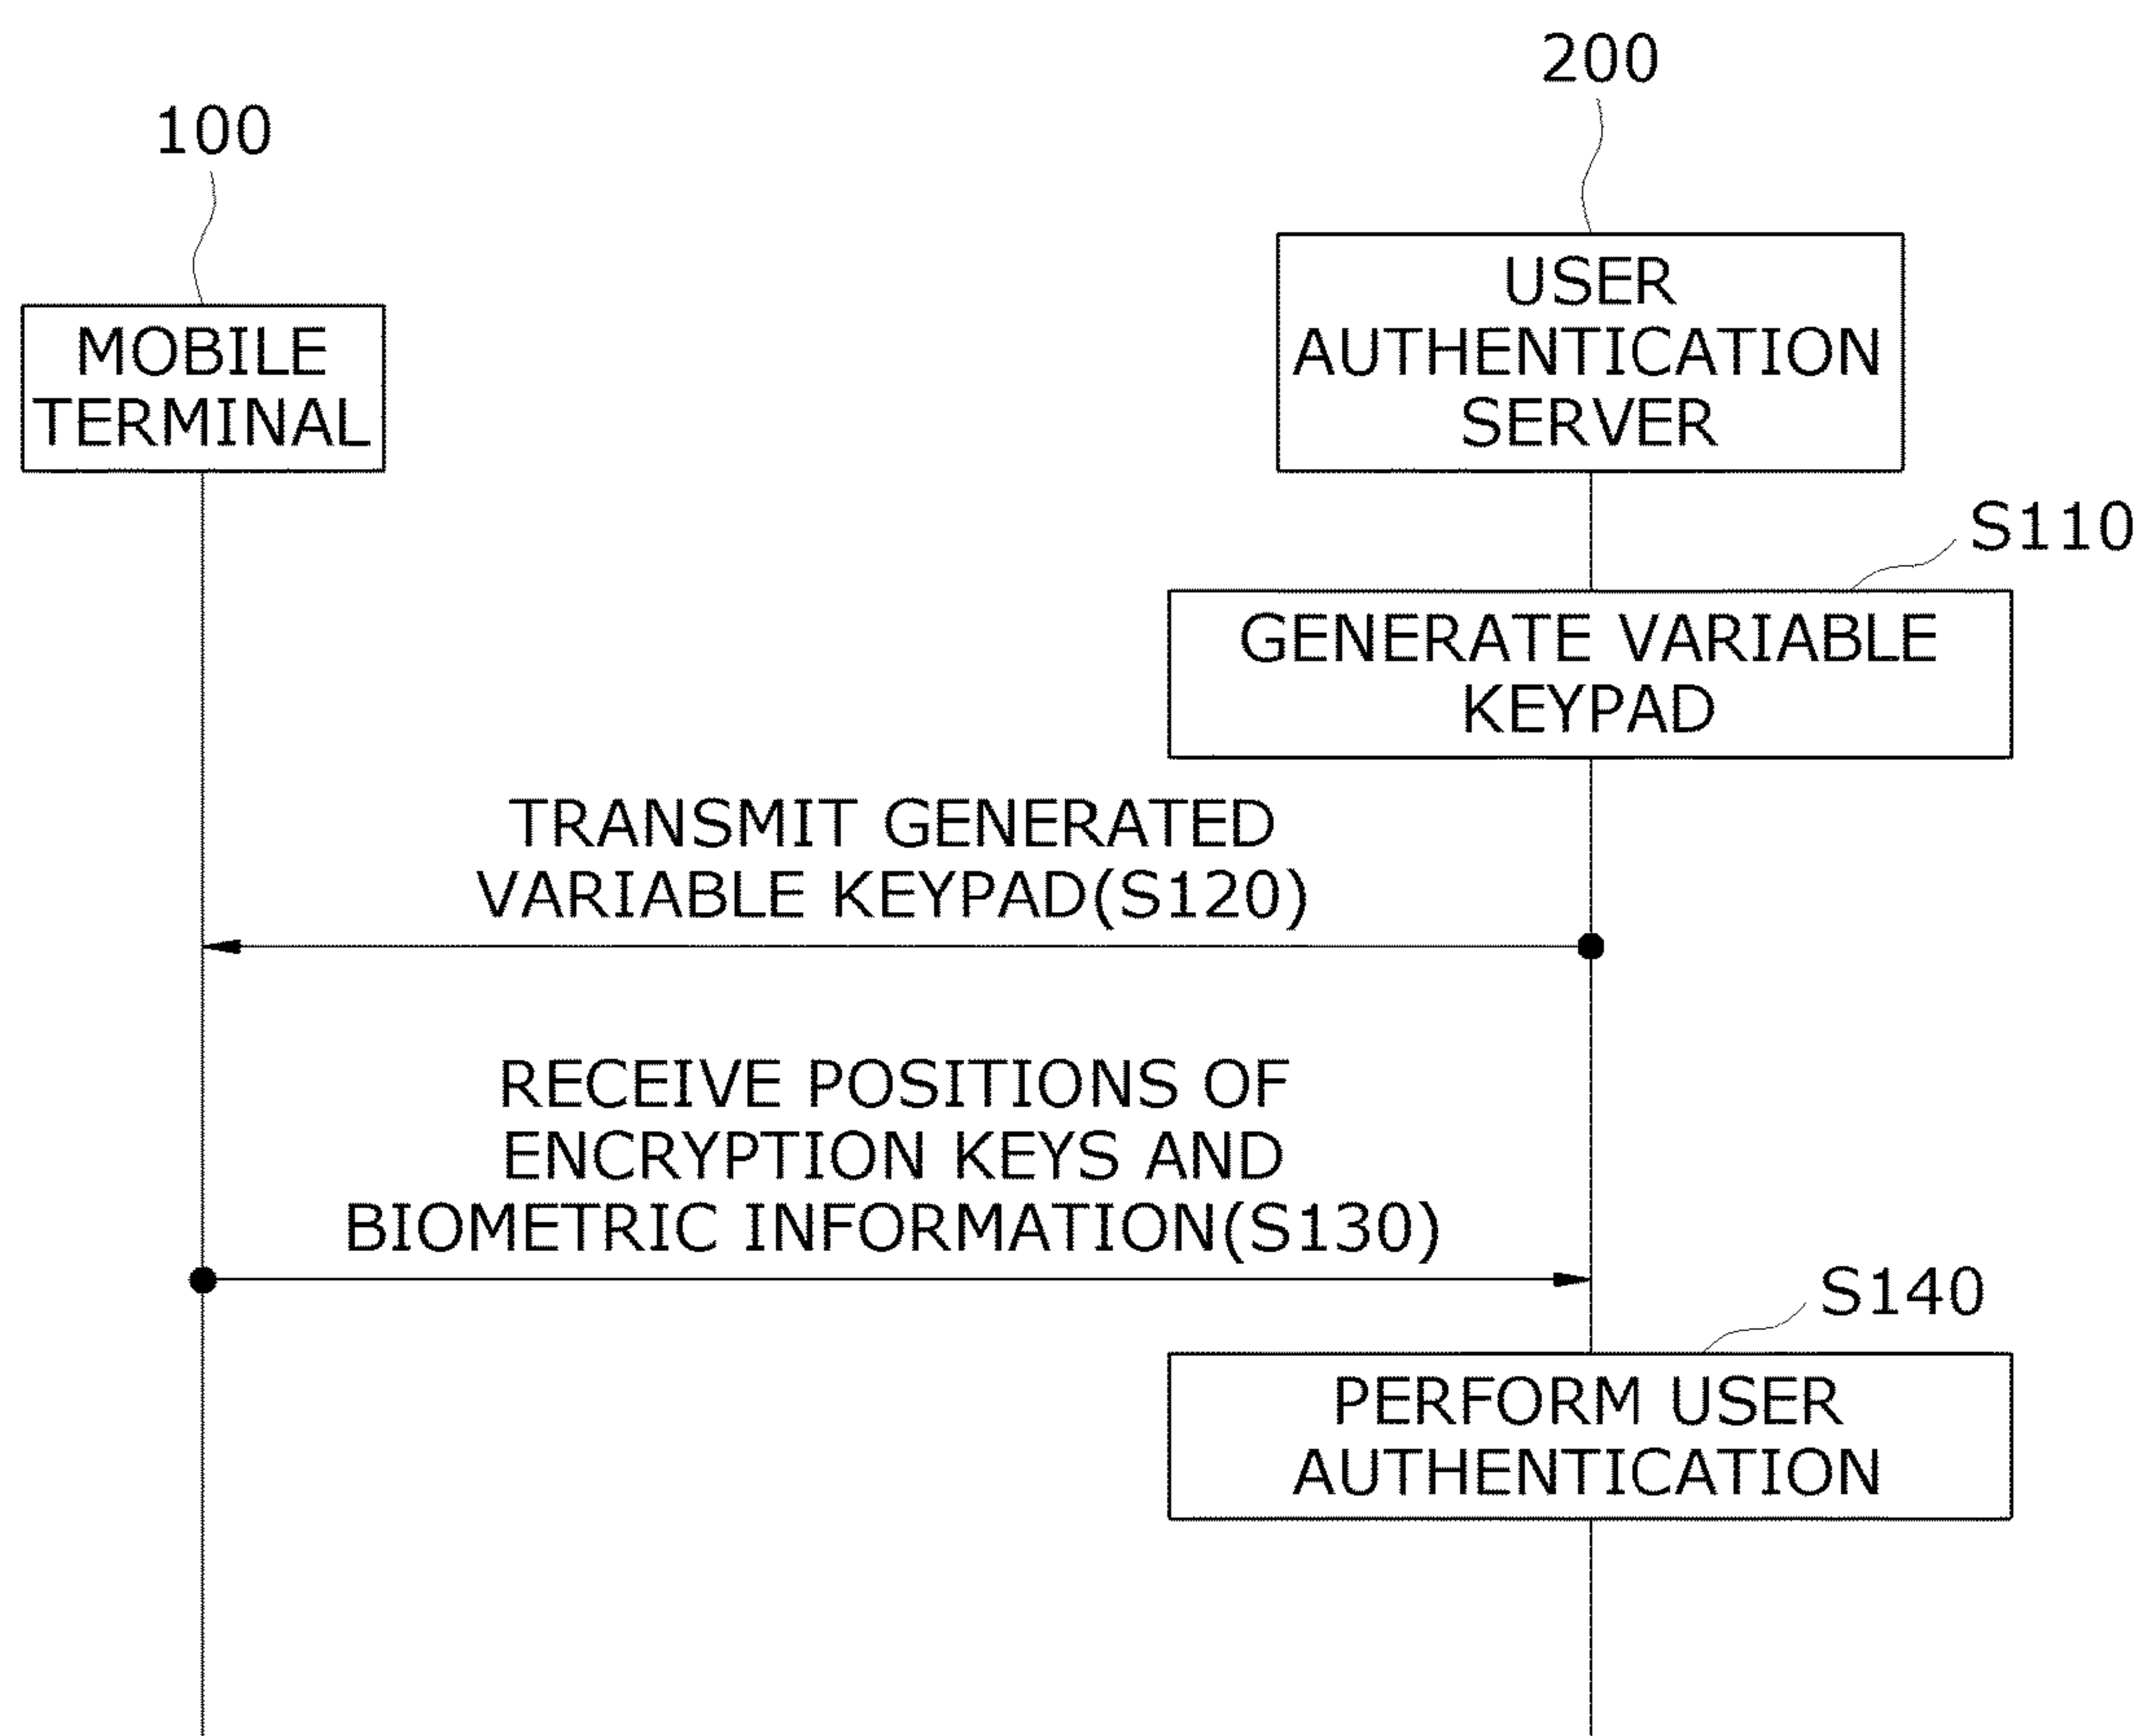 200
100
USER
AUTHENTICATION
SERVER
MOBILE
TERMINAL
S110
GENERATE VARIABLE
KEYPAD
TRANSMIT GENERATED
VARIABLE KEYPAD(S120)
RECEIVE POSITIONS OF
ENCRYPTION KEYS AND
BIOMETRIC INFORMATION(S130)
S140
PERFORM USER
AUTHENTICATION